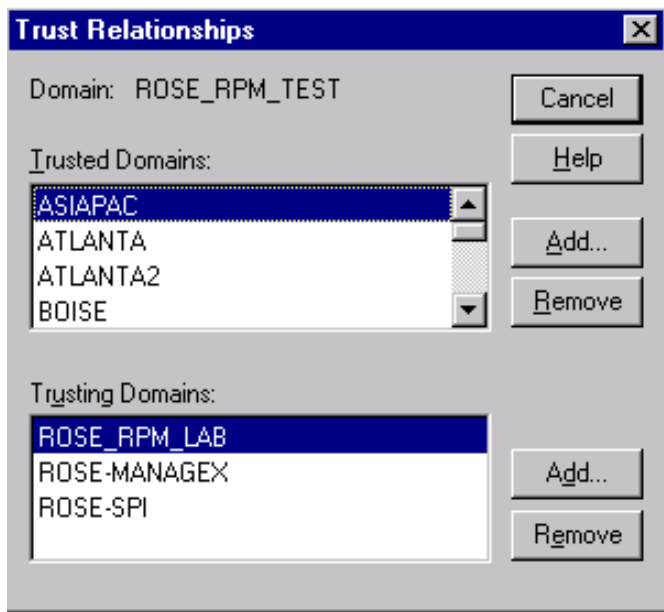 Trust Relationships
Domain: ROSE_RPM_TEST
Cancel
Help
Trusted Domains:
ASIAPAC
ATLANTA
ATLANTA2
BOISE
Add...
Remove
Trusting Domains:
ROSE_RPM_LAB
ROSE-MANAGEX
ROSE-SPI
Add...
Remove